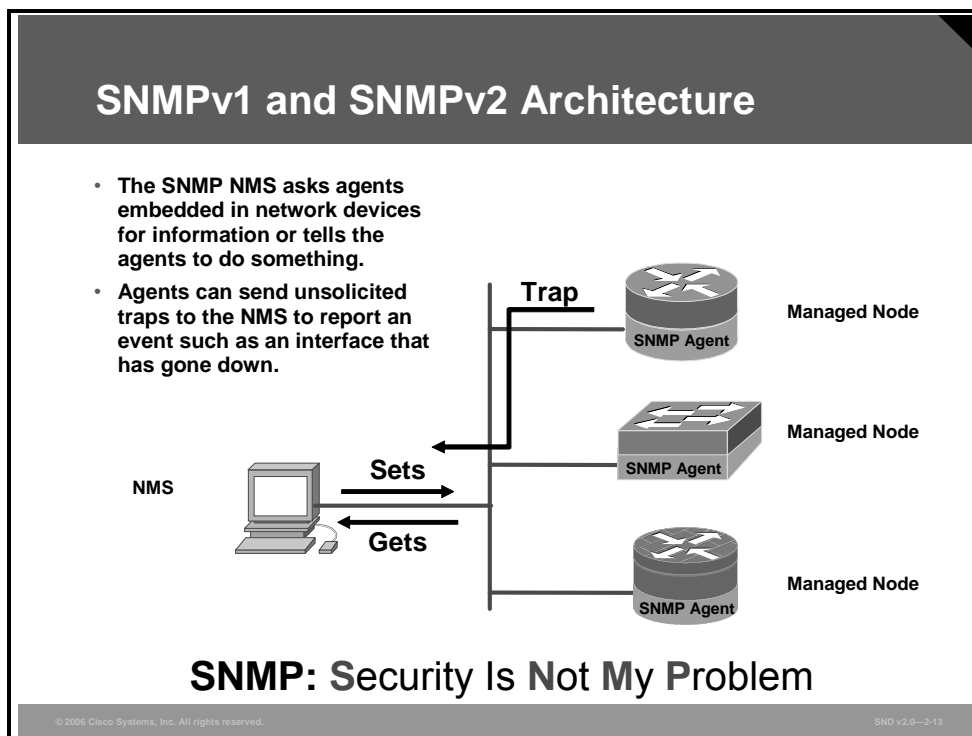 SNMPv1 and SNMPv2 Architecture
• The SNMP NMS asks agents
embedded in network devices
for information or tells the
agents to do something.
• Agents can send unsolicited
traps to the NMS to report an
event such as an interface that
has gone down.
Trap
Managed Node
SNMP Agent
Managed Node
SNMP Agent
Sets
NMS
Gets
Managed Node
SNMP Agent
SNMP: Security Is Not My Problem
© 2006 Cisco Systems, Inc. All rights reserved.
SND v2.0—2-13